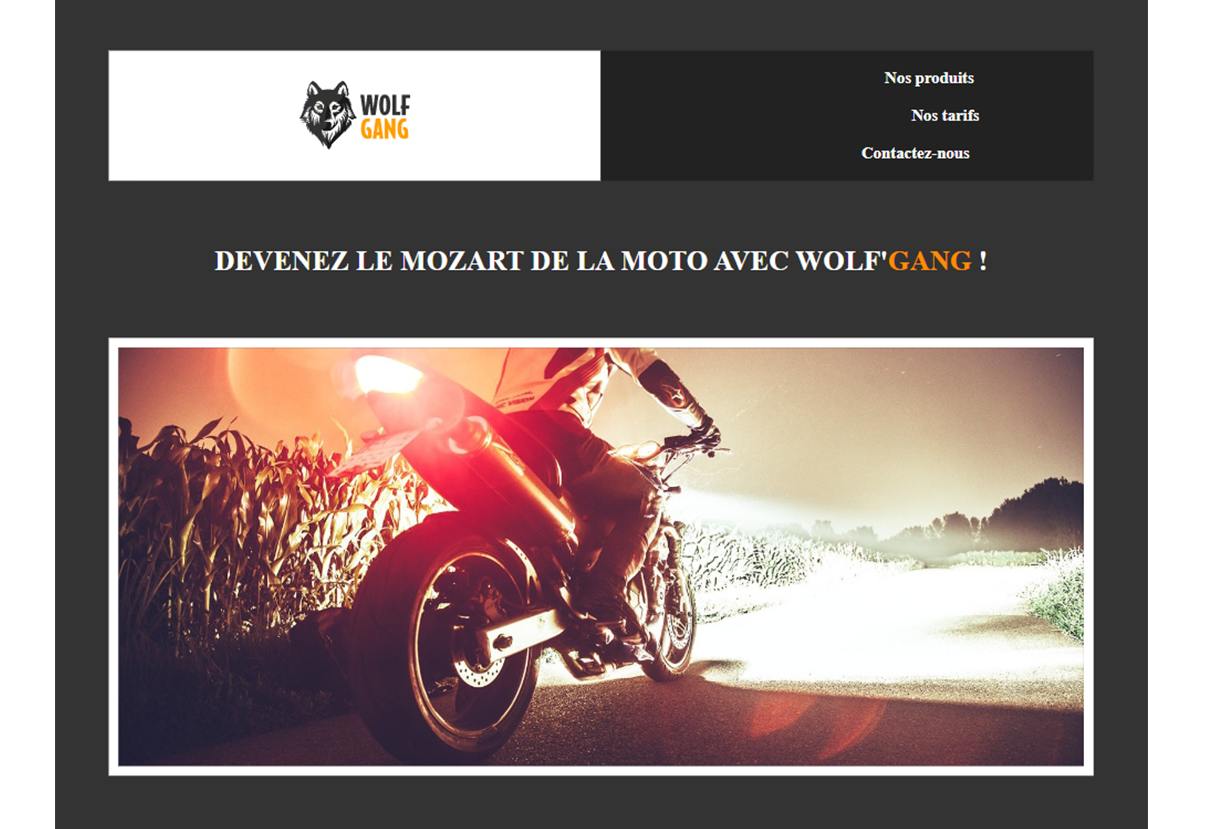 WOLF
GANG
Nos produits
Nos tarifs
Contactez-nous
DEVENEZ LE MOZART DE LA MOTO AVEC WOLF'GANG !